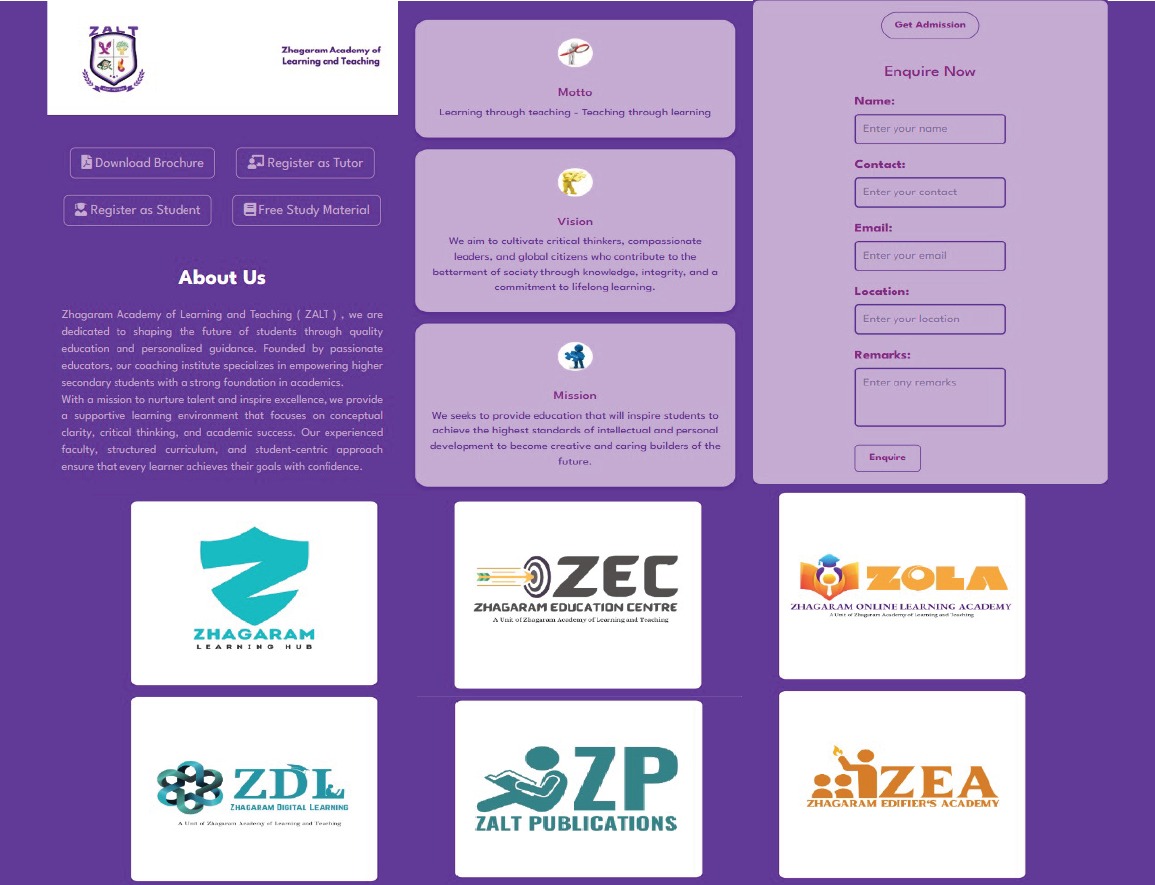 ZALT
Zhagaram Academy of
Learning and Teaching
Download Brochure
Register as Tutor
Register as Student
Free Study Material
About Us
Zhagaram Academy of Learning and Teaching ( ZALT ) , we are
dedicated to shaping the future of students through quality
education and personalized guidance. Founded by passionate
educators, our coaching institute specializes in empowering higher
secondary students with a strong foundation in academics.
With a mission to nurture talent and inspire excellence, we provide
a supportive learning environment that focuses on conceptual
clarity, critical thinking, and academic success. Our experienced
faculty, structured curriculum, and student-centric approach
ensure that every learner achieves their goals with confidence.
Motto
Learning through teaching - Teaching through learning
Vision
We aim to cultivate critical thinkers, compassionate
leaders, and global citizens who contribute to the
betterment of society through knowledge, integrity, and a
commitment to lifelong learning.
Mission
We seeks to provide education that will inspire students to
achieve the highest standards of intellectual and personal
development to become creative and caring builders of the
future.
Get Admission
Enquire Now
Name:
Enter your name
Contact:
Enter your contact
Email:
Enter your email
Location:
Enter your location
Remarks:
Enter any remarks
Enquire
ZHAGARAM
LEARNING HUB
ZEC
ZHAGARAM EDUCATION CENTRE
A Unit of Zhagaram Academy of Learning and Teaching
ZOLA
ZHAGARAM ONLINE LEARNING ACADEMY
A Unit of Zhagaram Academy of Learning and Teaching
ZDL
ZHAGARAM DIGITAL LEARNING
A Unit of Zhagaram Academy of Learning and Teaching
ZP
ZALT PUBLICATIONS
ZEA
ZHAGARAM EDIFIER'S ACADEMY